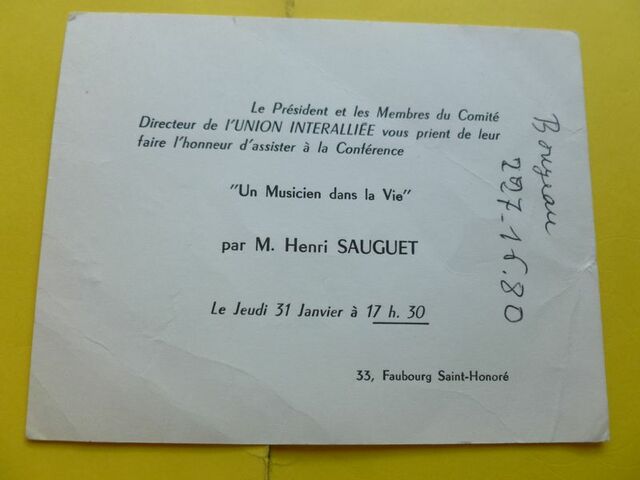 Le Président et les Membres du Comité
Directeur de l'UNION INTERALLIÉE vous prient de leur
faire l'honneur d'assister à la Conférence
"Un Musicien dans la Vie"
par M. Henri SAUGUET
Le Jeudi 31 Janvier à 17 h. 30
33, Faubourg Saint-Honoré